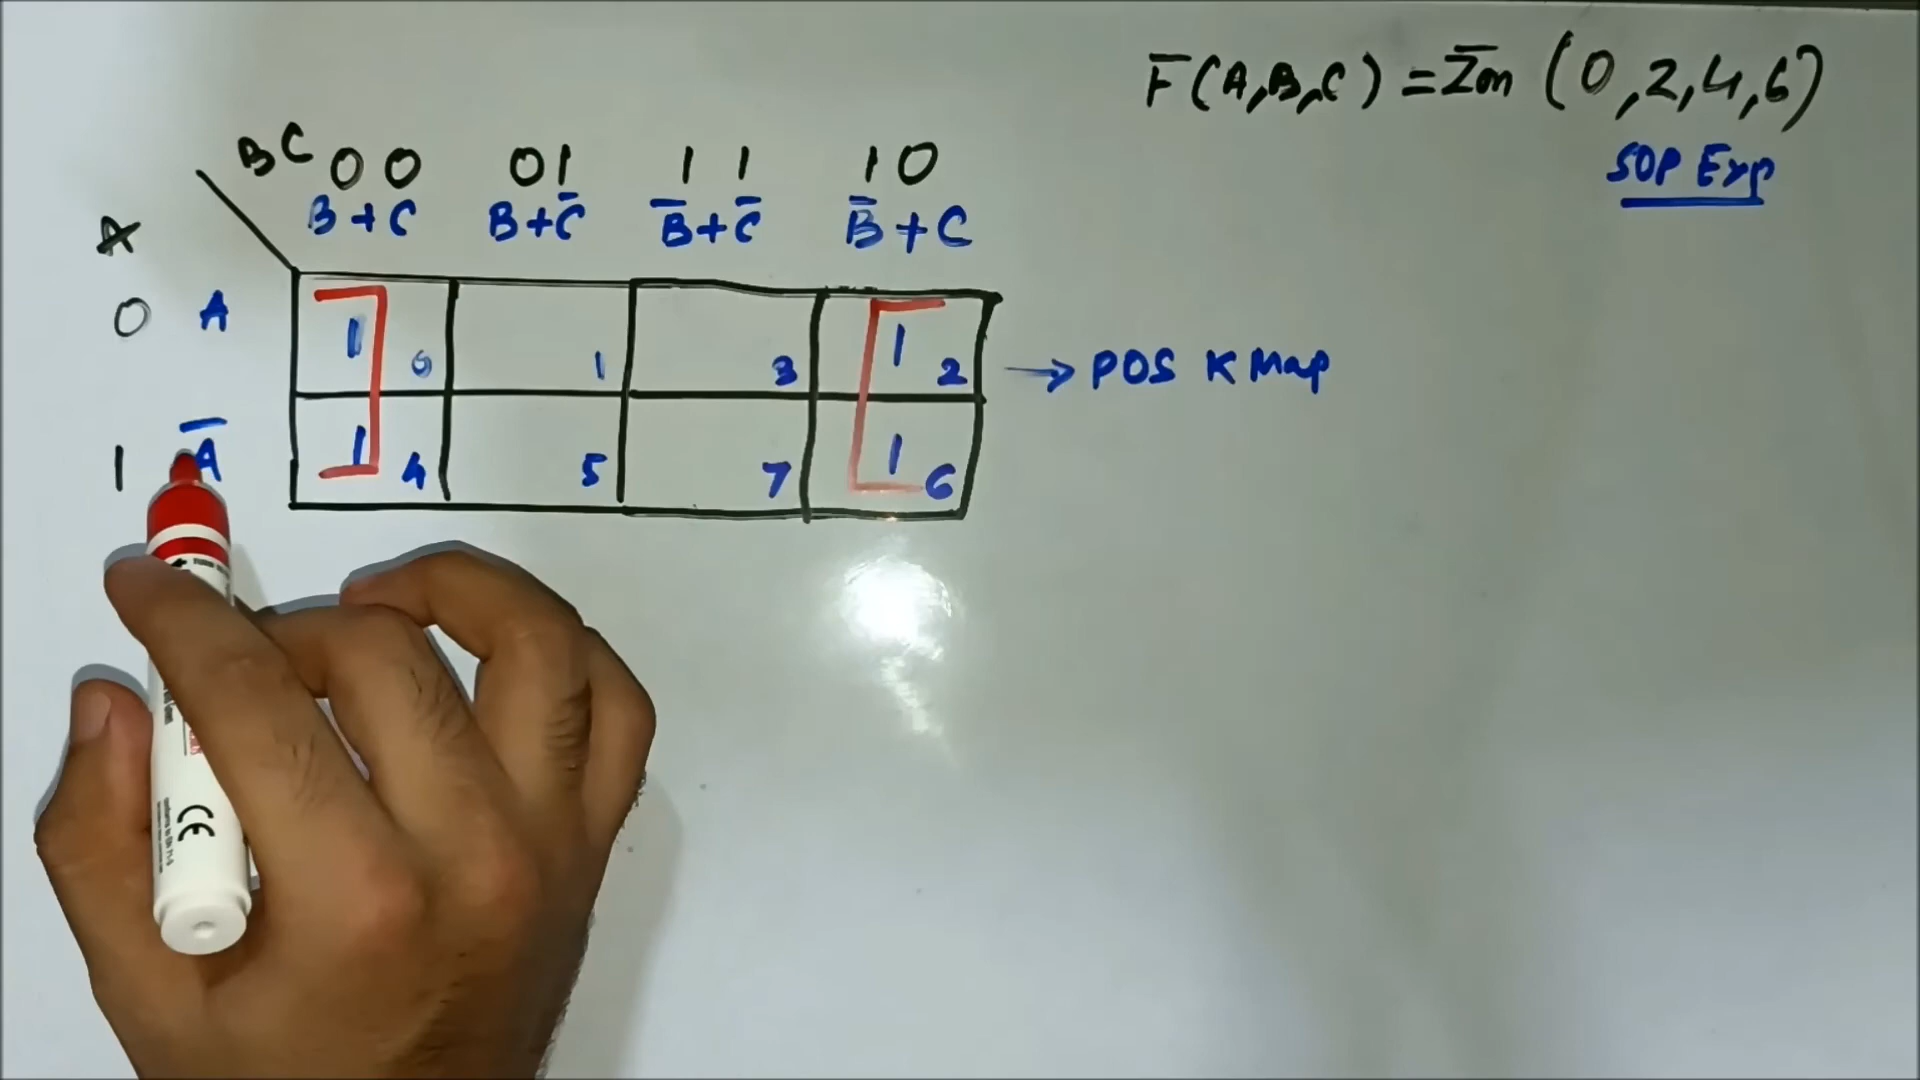 F(A,B,C) = Σm (0,2,4,6)
SOP Exp
BC 00 01 11 10
B+C B+C̅ B̅+C̅ B̅+C
A
0 A 1 0 1 3 1 2
→ POS K Map
1 A̅ 1 4 5 7 1 6
CE